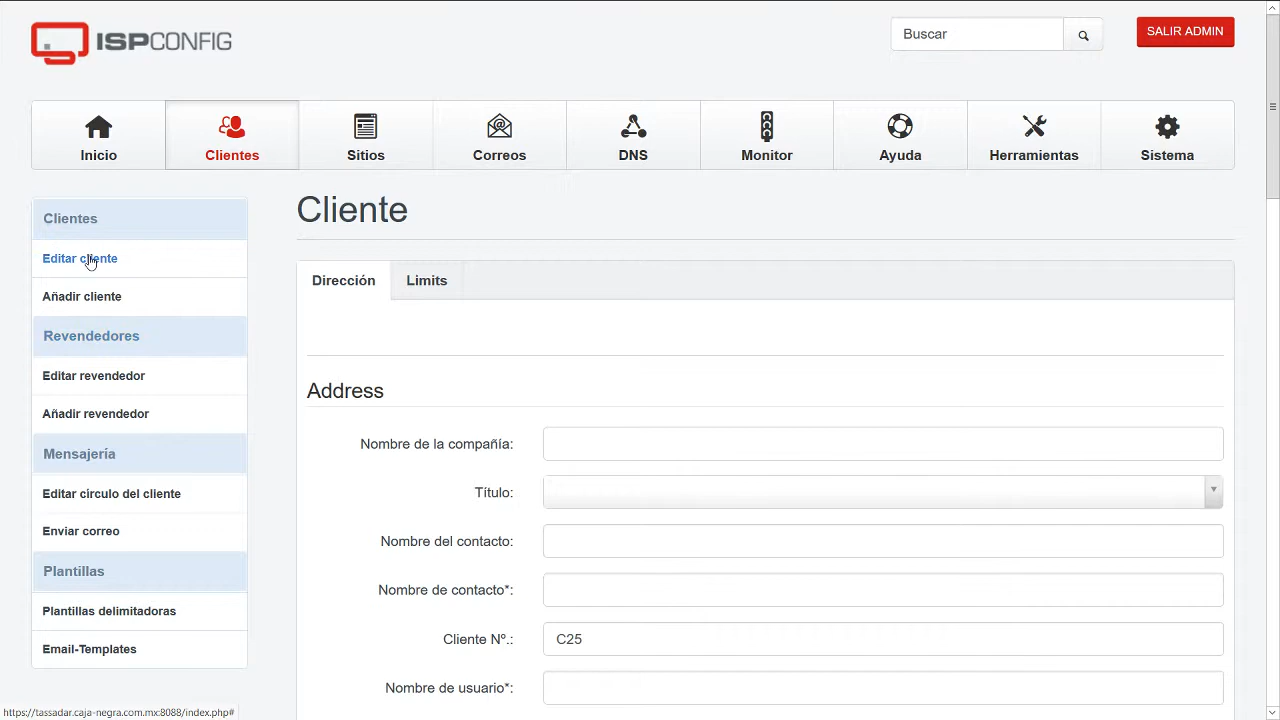 ISPCONFIG
Buscar
SALIR ADMIN
Inicio
Clientes
Sitios
Correos
DNS
Monitor
Ayuda
Herramientas
Sistema
Clientes
Editar cliente
Añadir cliente
Revendedores
Editar revendedor
Añadir revendedor
Mensajería
Editar círculo del cliente
Enviar correo
Plantillas
Plantillas delimitadoras
Email-Templates
Cliente
Dirección
Limits
Address
Nombre de la compañía:
Título:
Nombre del contacto:
Nombre de contacto*:
Cliente Nº.: C25
Nombre de usuario*:
https://tassadar.caja-negra.com.mx:8088/index.php#